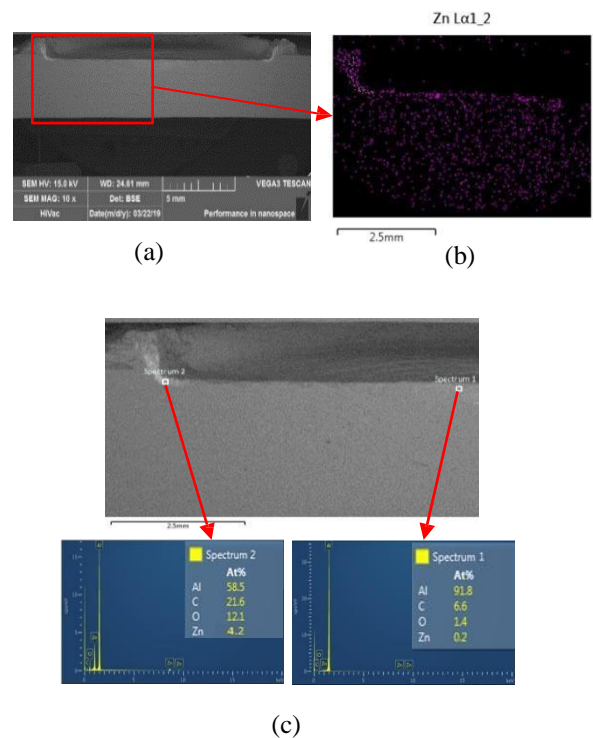 Zn Lα1_2
SEM HV: 15.0 kV WD: 24.61 mm VEGA3 TESCAN
SEM MAG: 10 x Det: BSE 5 mm
HiVac Date(m/d/y): 03/22/19 Performance in nanospace
2.5mm
(a)
(b)
Spectrum 2
Spectrum 1
2.5mm
Spectrum 2
At%
Al 58.5
C 21.6
O 12.1
Zn 4.2
Spectrum 1
At%
Al 91.8
C 6.6
O 1.4
Zn 0.2
(c)